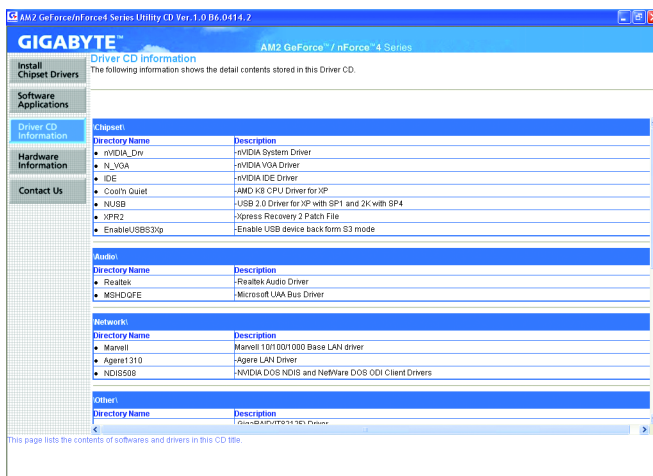 AM2 GeForce/nForce4 Series Utility CD Ver.1.0 B6.0414.2
GIGABYTE™
AM2 GeForce™/ nForce™4 Series
Install
Chipset Drivers
Software
Applications
Driver CD
Information
Hardware
Information
Contact Us
Driver CD Information
The following information shows the detail contents stored in this Driver CD.
\Chipset\
Directory Name Description
• nVIDIA_Drv -nVIDIA System Driver
• N_VGA -nVIDIA VGA Driver
• IDE -nVIDIA IDE Driver
• Cool'n Quiet -AMD K8 CPU Driver for XP
• NUSB -USB 2.0 Driver for XP with SP1 and 2K with SP4
• XPR2 -Xpress Recovery 2 Patch File
• EnableUSBS3Xp -Enable USB device back form S3 mode
\Audio\
Directory Name Description
• Realtek -Realtek Audio Driver
• MSHDQFE -Microsoft UAA Bus Driver
\Network\
Directory Name Description
• Marvell Marvell 10/100/1000 Base LAN driver
• Agere1310 -Agere LAN Driver
• NDIS508 -NVIDIA DOS NDIS and NetWare DOS ODI Client Drivers
\Other\
Directory Name Description
GigaRAID(IT8212F) Driver
This page lists the contents of softwares and drivers in this CD title.